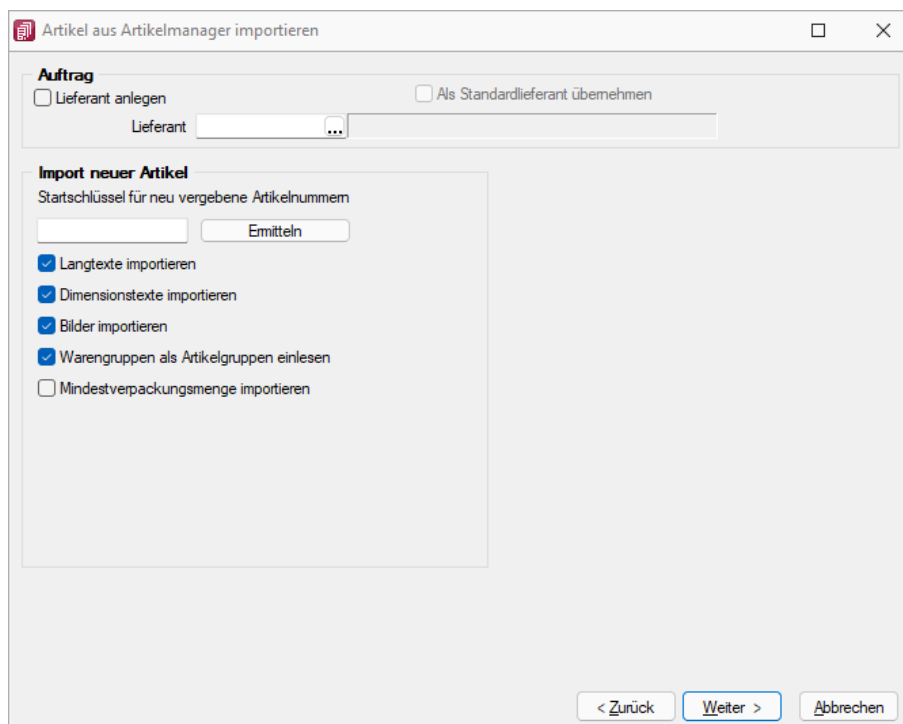 Artikel aus Artikelmanager importieren
Auftrag
Lieferant anlegen
Als Standardlieferant übernehmen
Lieferant
...
Import neuer Artikel
Startschlüssel für neu vergebene Artikelnummern
Ermitteln
Langtexte importieren
Dimensionstexte importieren
Bilder importieren
Warengruppen als Artikelgruppen einlesen
Mindestverpackungsmenge importieren
< Zurück Weiter > Abbrechen